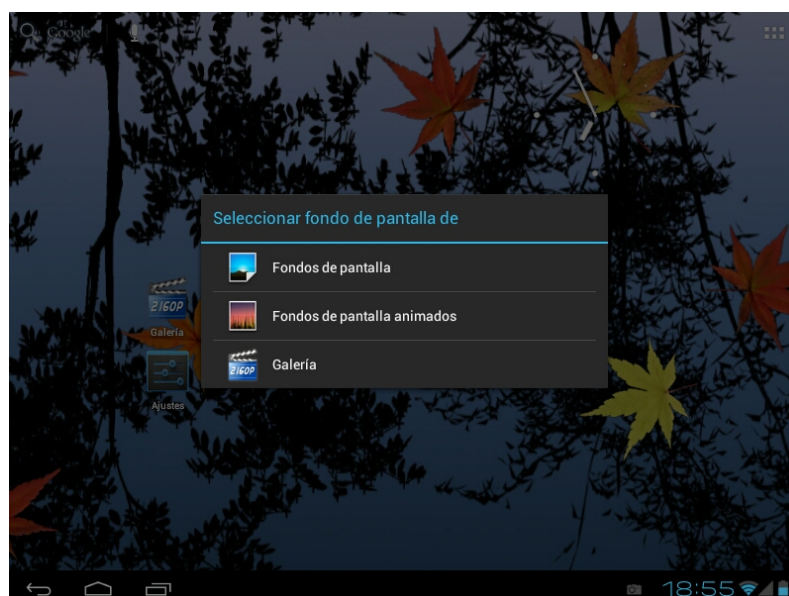 Google
Seleccionar fondo de pantalla de
Fondos de pantalla
Fondos de pantalla animados
Galería
2160P
2160P
Galería
Ajustes
18:55